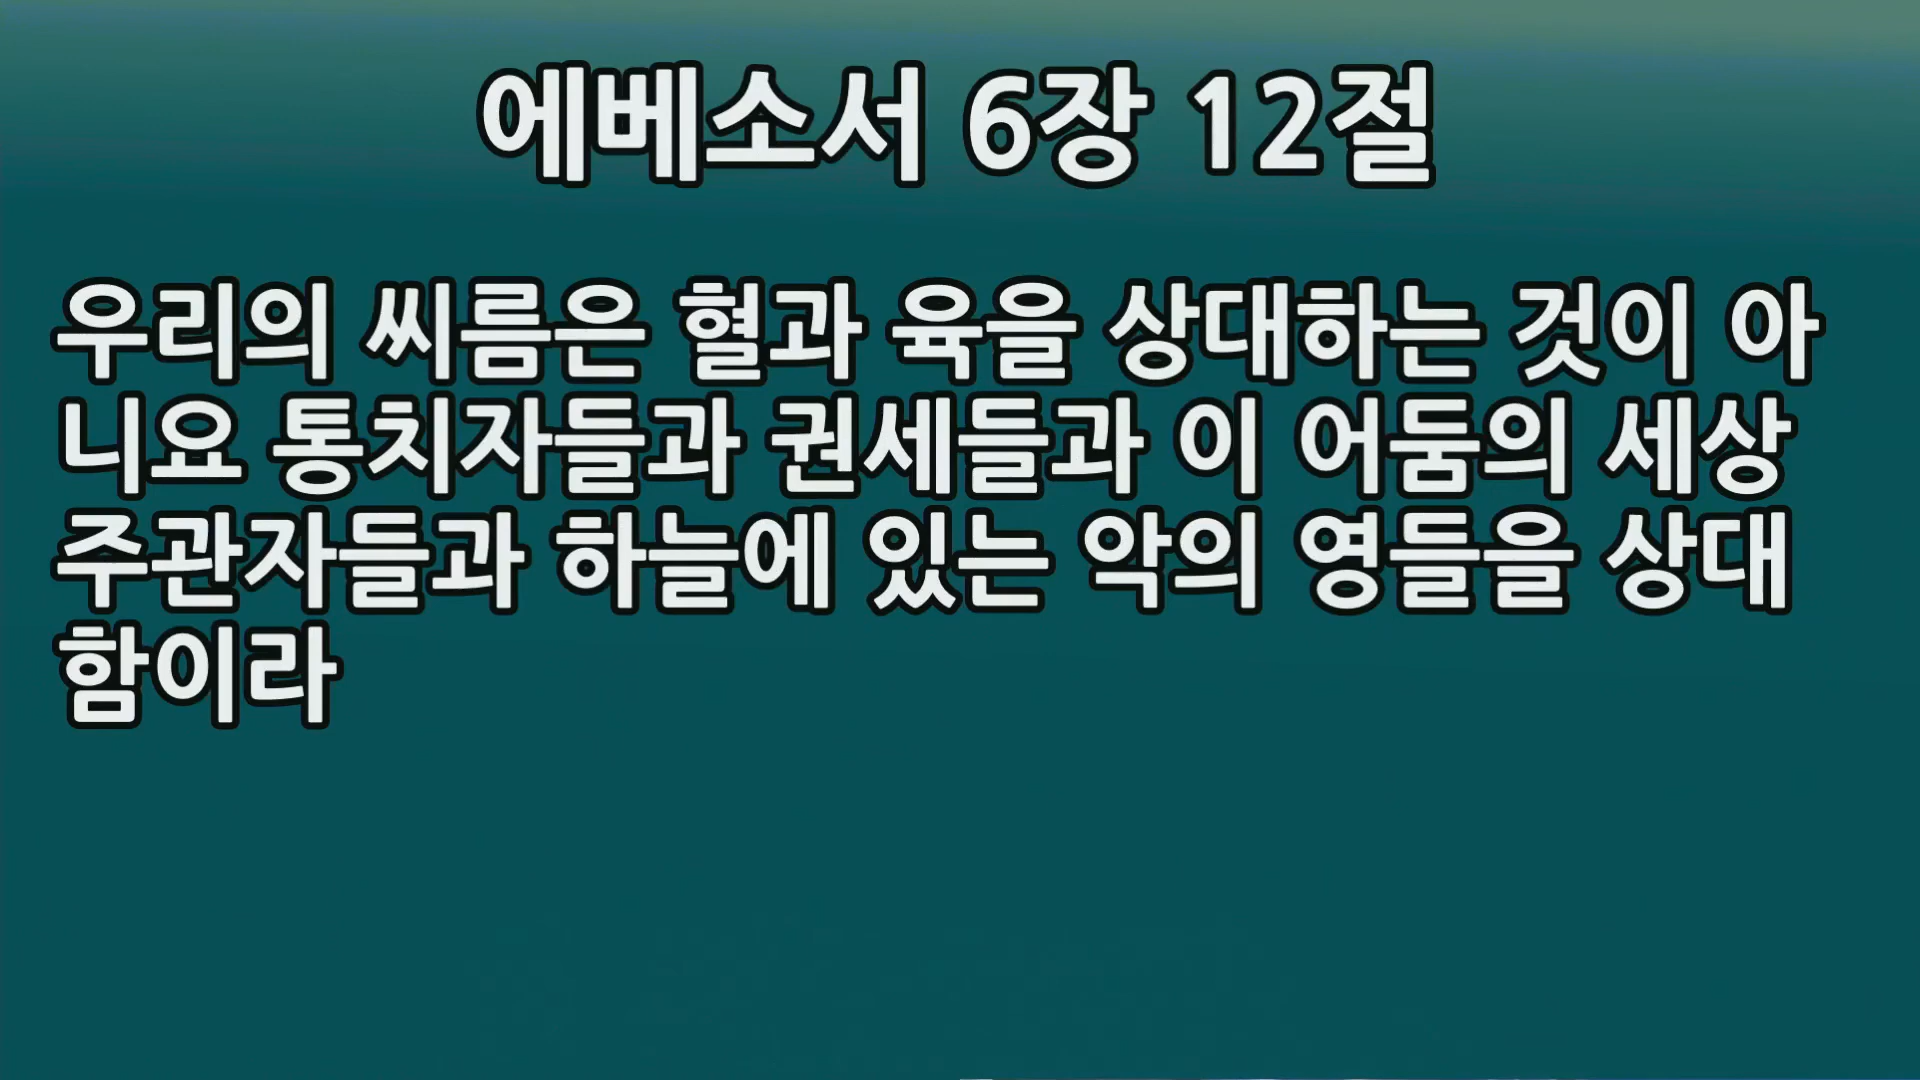 에베소서 6장 12절
우리의 씨름은 혈과 육을 상대하는 것이 아
니요 통치자들과 권세들과 이 어둠의 세상
주관자들과 하늘에 있는 악의 영들을 상대
함이라